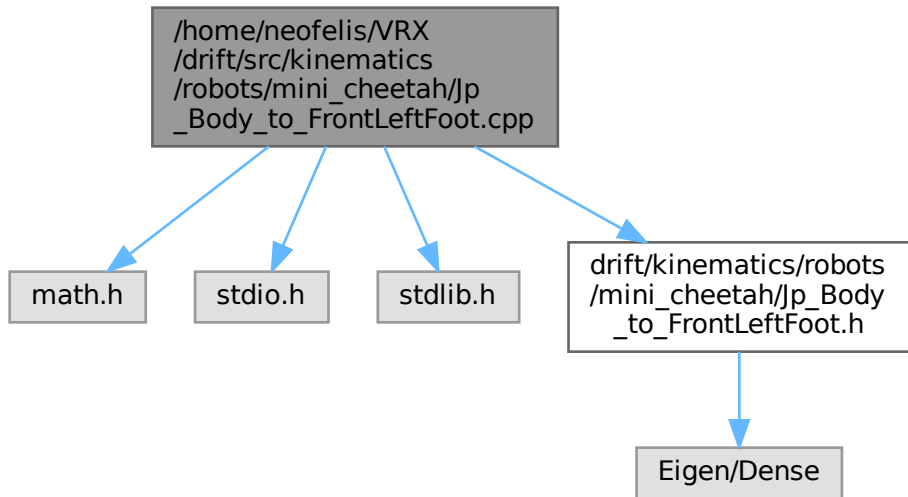 /home/neofelis/VRX
/drift/src/kinematics
/robots/mini_cheetah/Jp
_Body_to_FrontLeftFoot.cpp
math.h
stdio.h
stdlib.h
drift/kinematics/robots
/mini_cheetah/Jp_Body
_to_FrontLeftFoot.h
Eigen/Dense